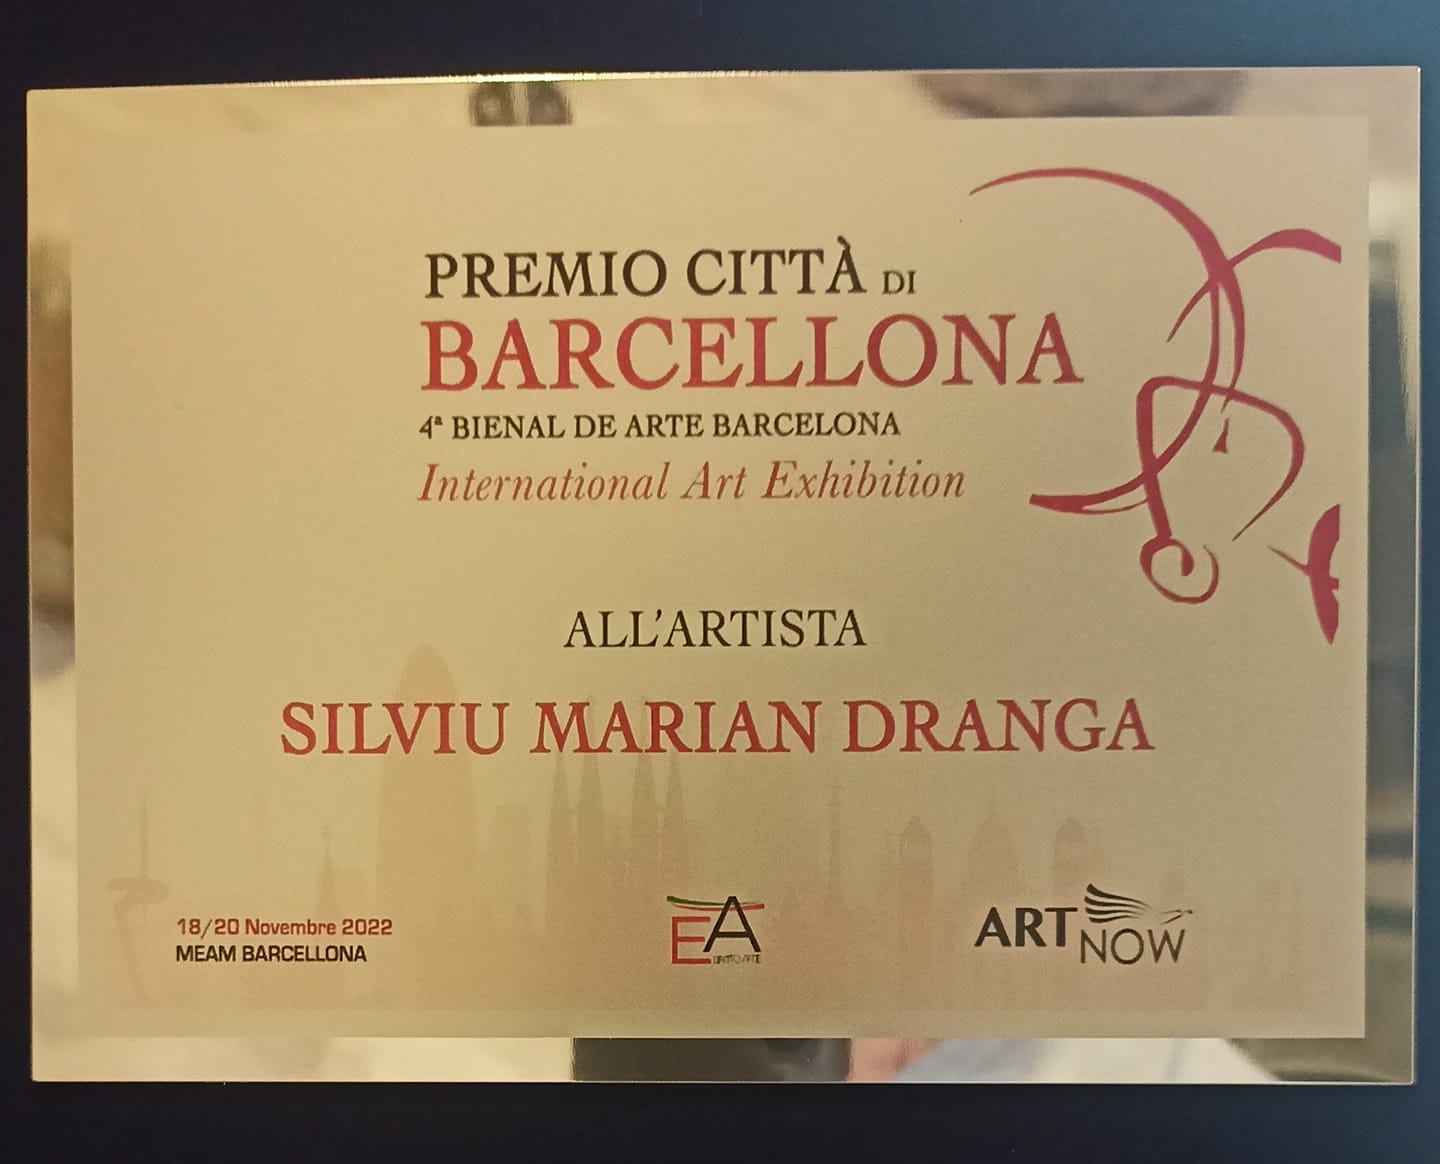 PREMIO CITTÀ DI
BARCELLONA
4ª BIENAL DE ARTE BARCELONA
International Art Exhibition
ALL'ARTISTA
SILVIU MARIAN DRANGA
18/20 Novembre 2022
MEAM BARCELLONA
EA
ART
NOW